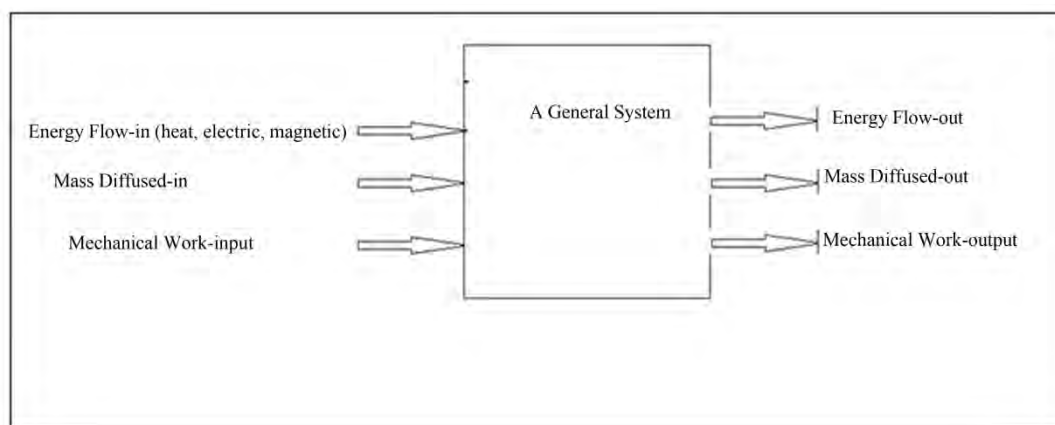 A General System
Energy Flow-in (heat, electric, magnetic)
Energy Flow-out
Mass Diffused-in
Mass Diffused-out
Mechanical Work-input
Mechanical Work-output